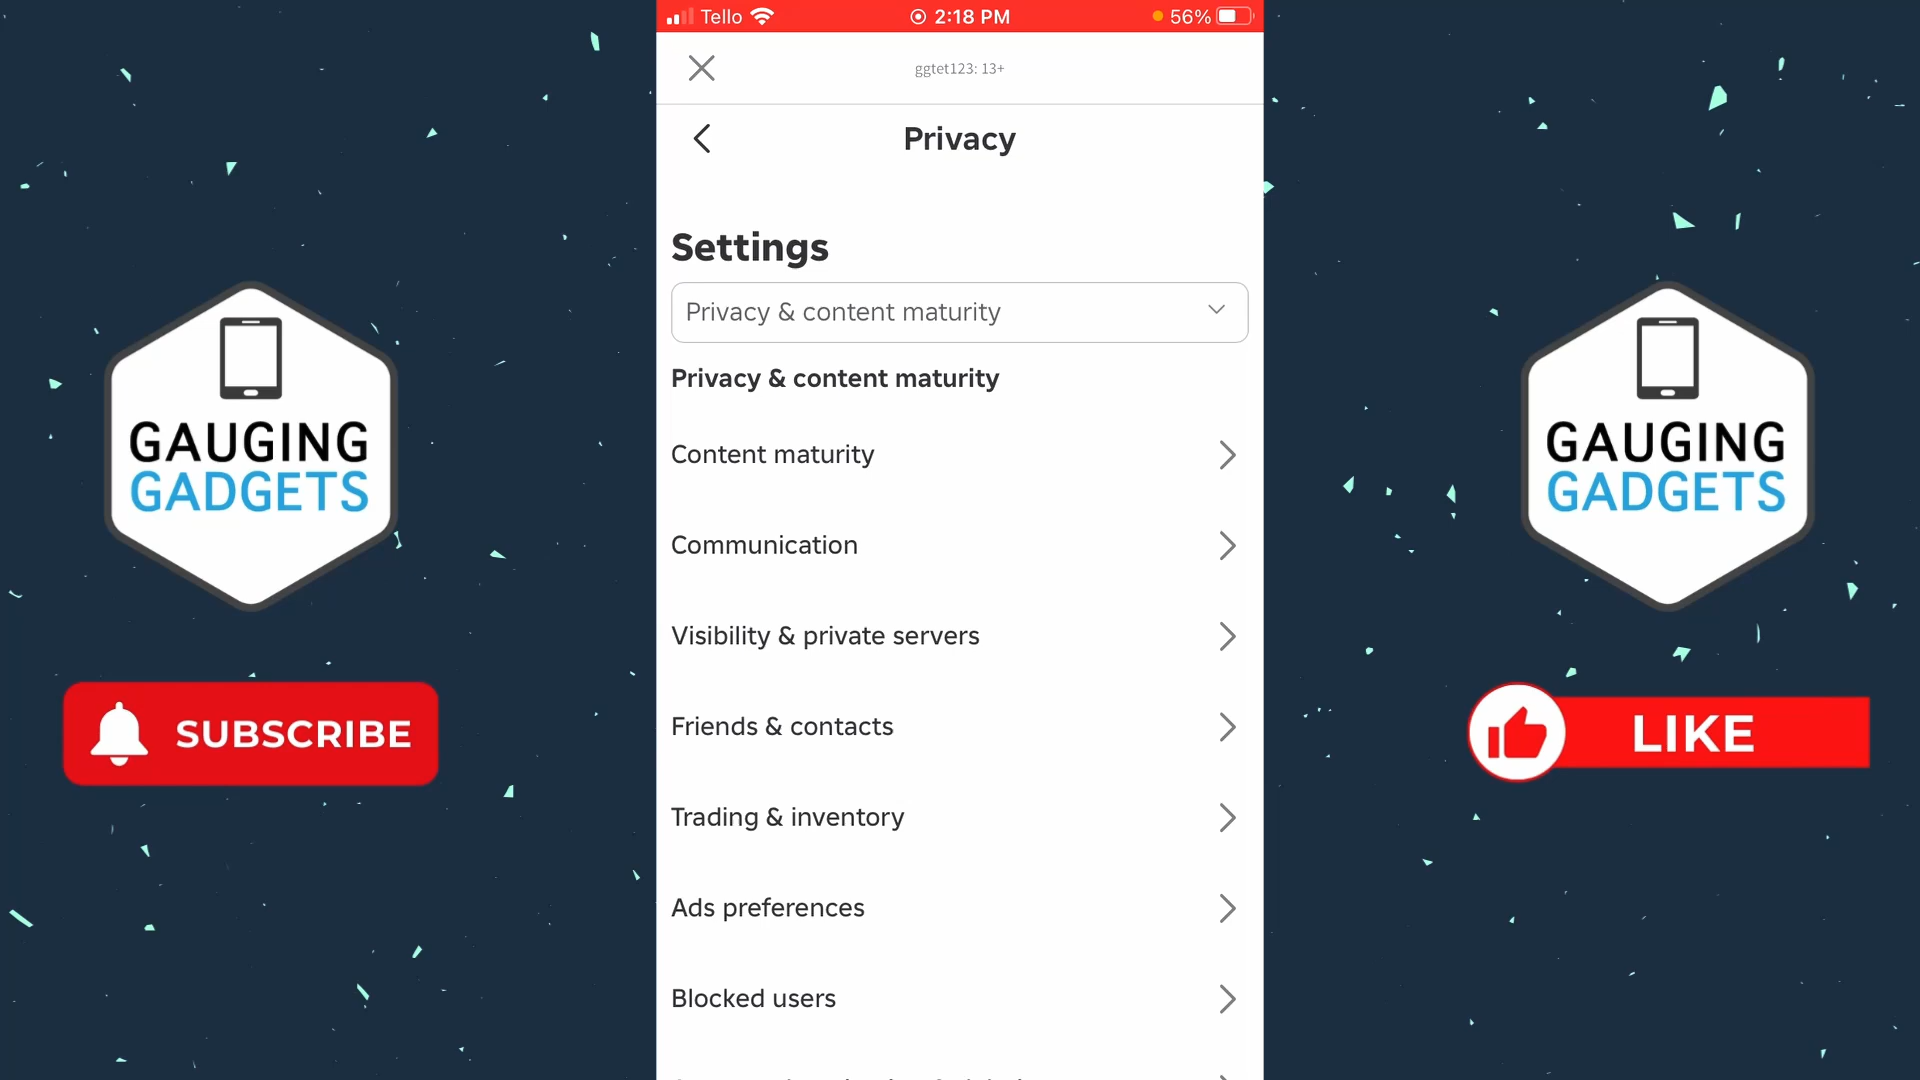 Tello
2:18 PM
56%
ggtet123: 13+
Privacy
Settings
Privacy & content maturity
Privacy & content maturity
Content maturity
Communication
Visibility & private servers
Friends & contacts
Trading & inventory
Ads preferences
Blocked users
GAUGING
GADGETS
SUBSCRIBE
GAUGING
GADGETS
LIKE